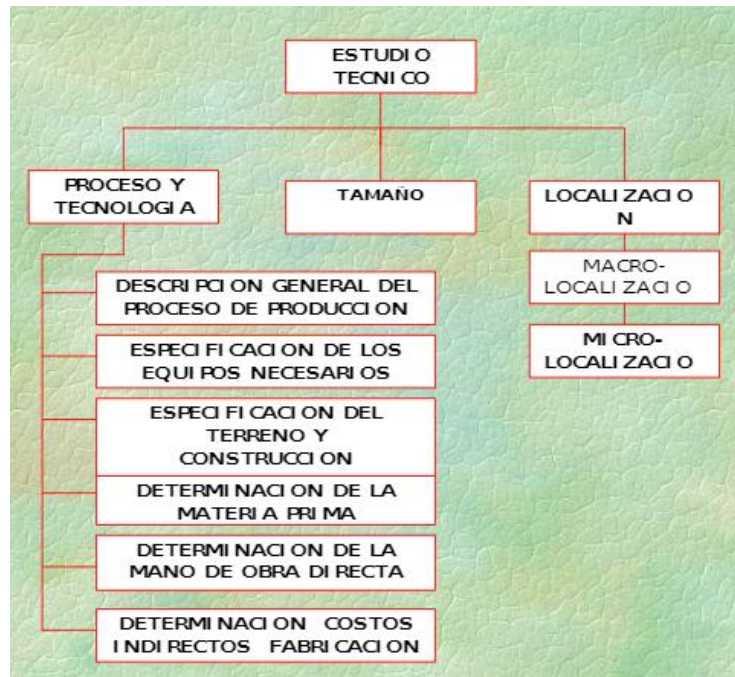 ESTUDIO
TECNICO
PROCESO Y
TECNOLOGIA
TAMAÑO
LOCALIZACIO
N
MACRO-
LOCALIZACIO
MICRO-
LOCALIZACIO
DESCRIPCION GENERAL DEL
PROCESO DE PRODUCCION
ESPECIFICACION DE LOS
EQUIPOS NECESARIOS
ESPECIFICACION DEL
TERRENO Y
CONSTRUCCION
DETERMINACION DE LA
MATERIA PRIMA
DETERMINACION DE LA
MANO DE OBRA DIRECTA
DETERMINACION COSTOS
INDIRECTOS FABRICACION